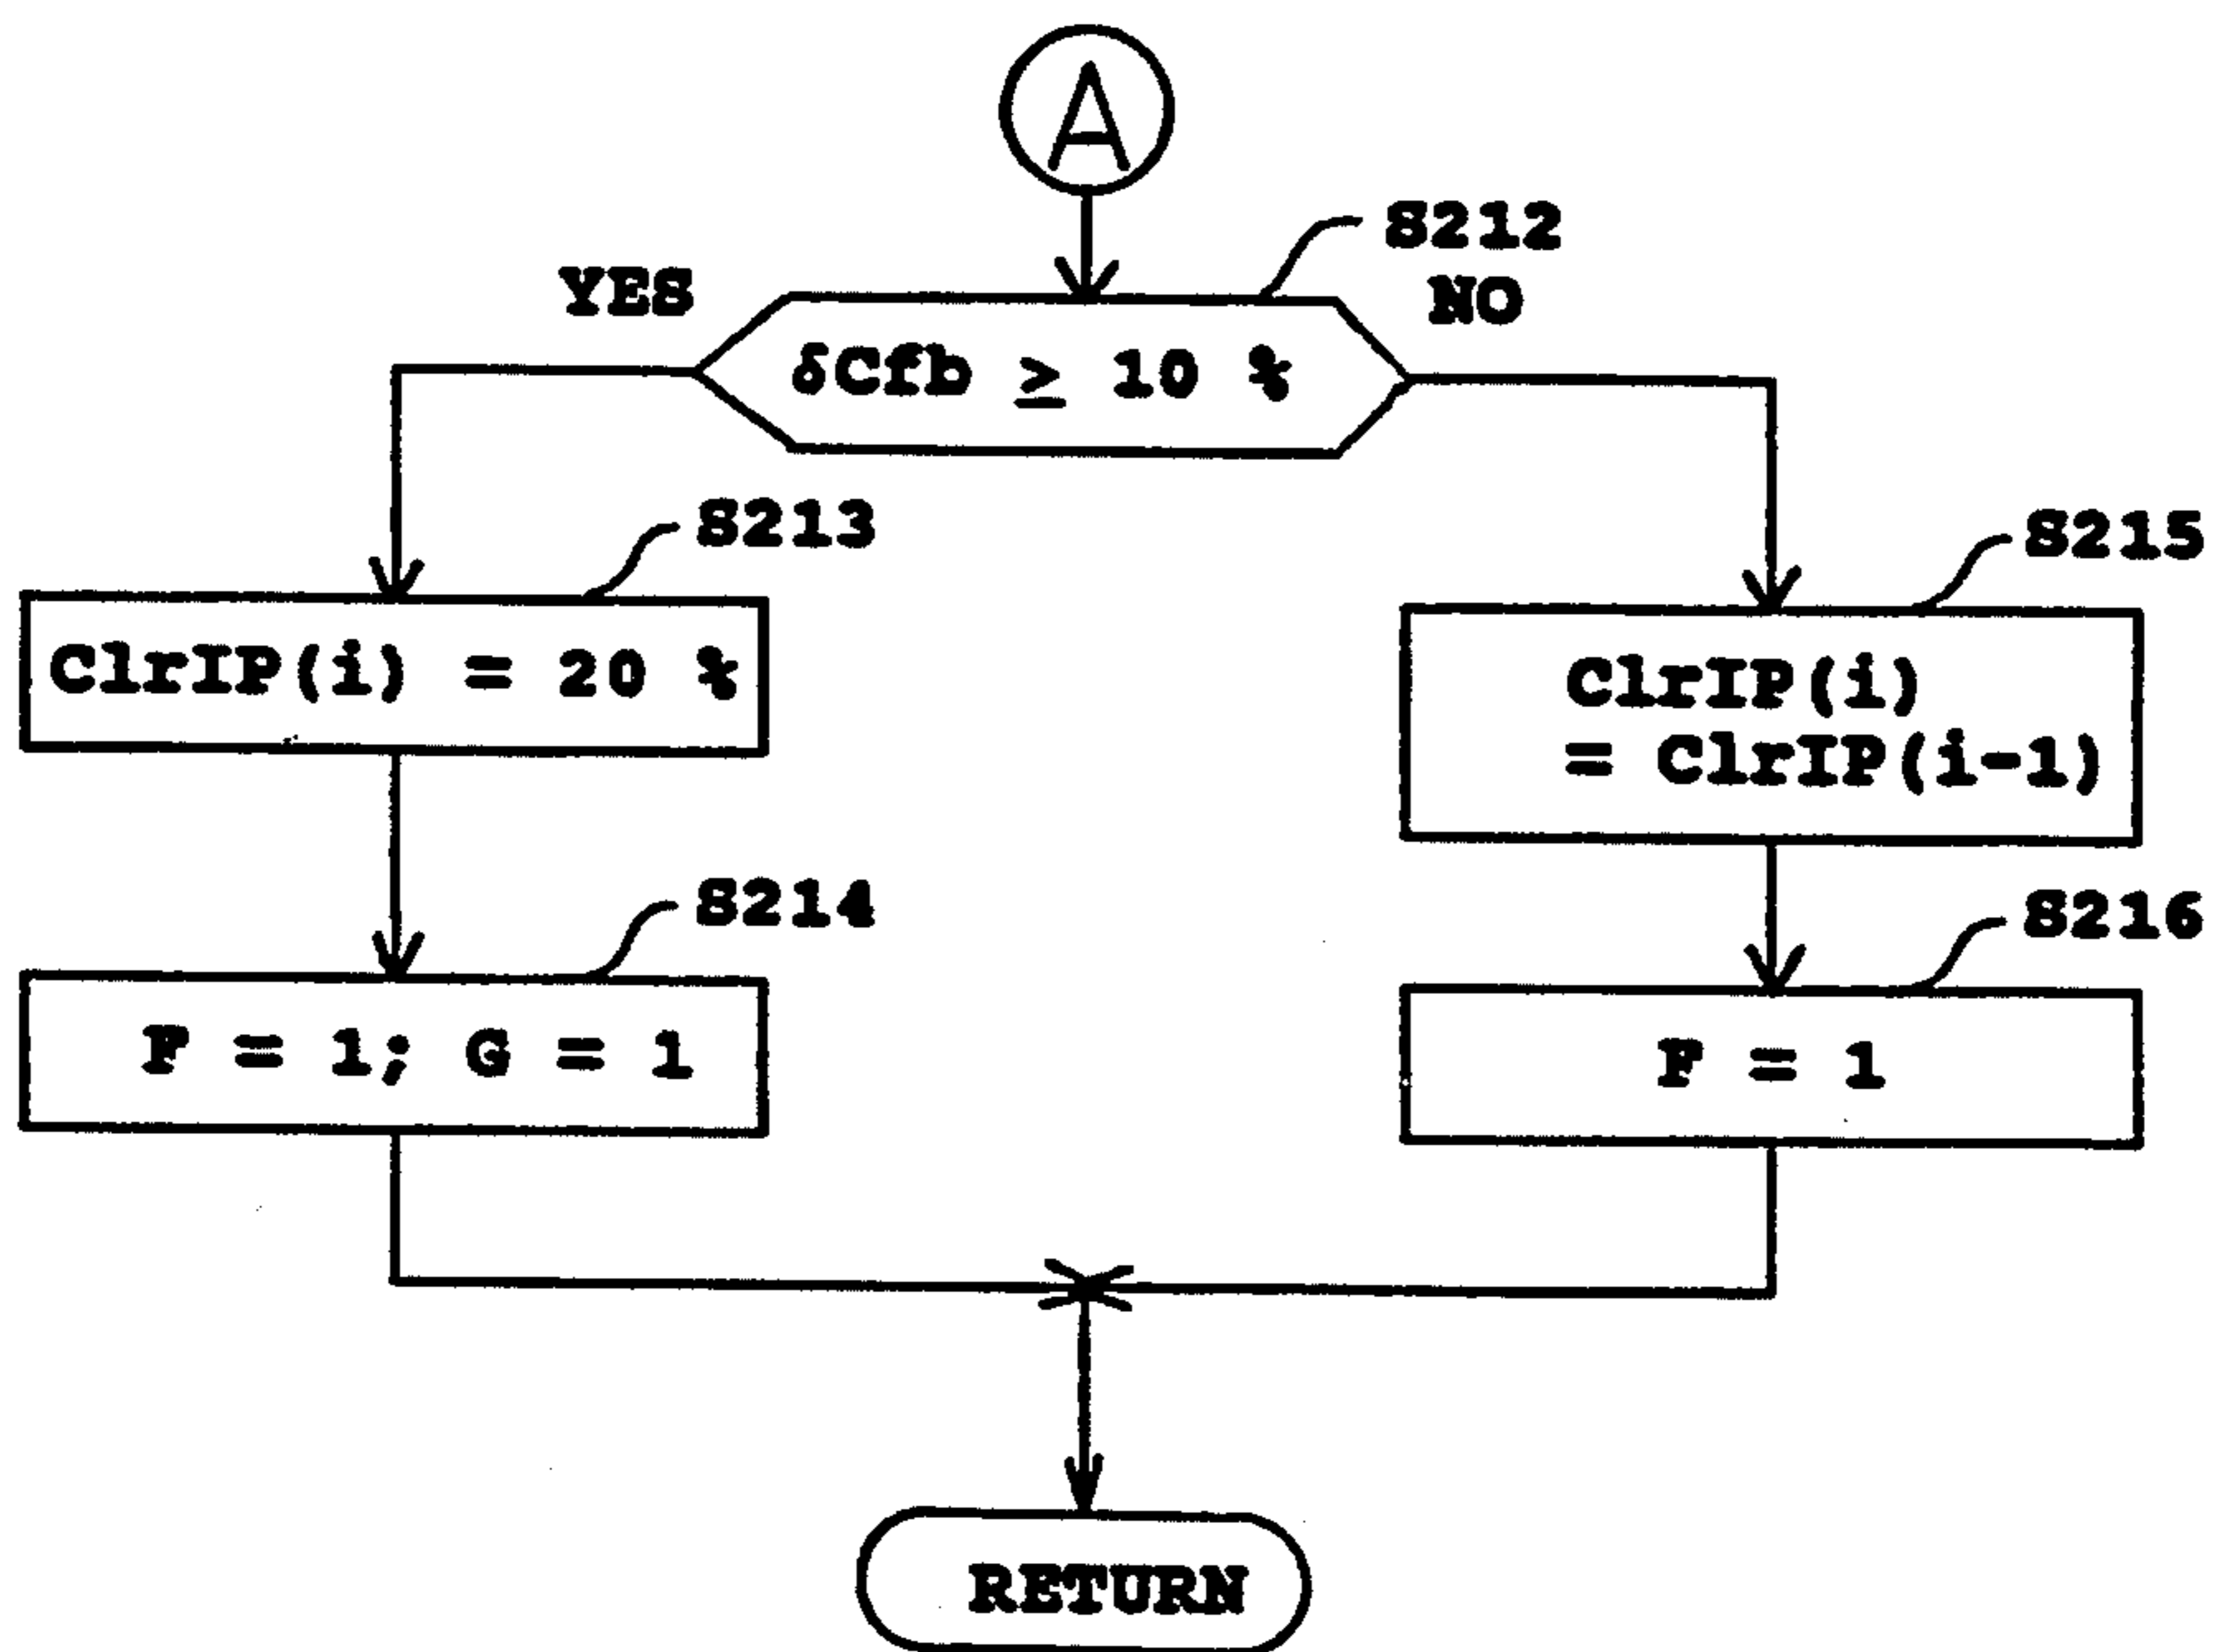 A
S212
YES
NO
δCfb ≥ 10 %
S213
S215
ClrIP(i) = 20 %
ClrIP(i)
= ClrIP(i-1)
S214
S216
F = 1; G = 1
F = 1
RETURN